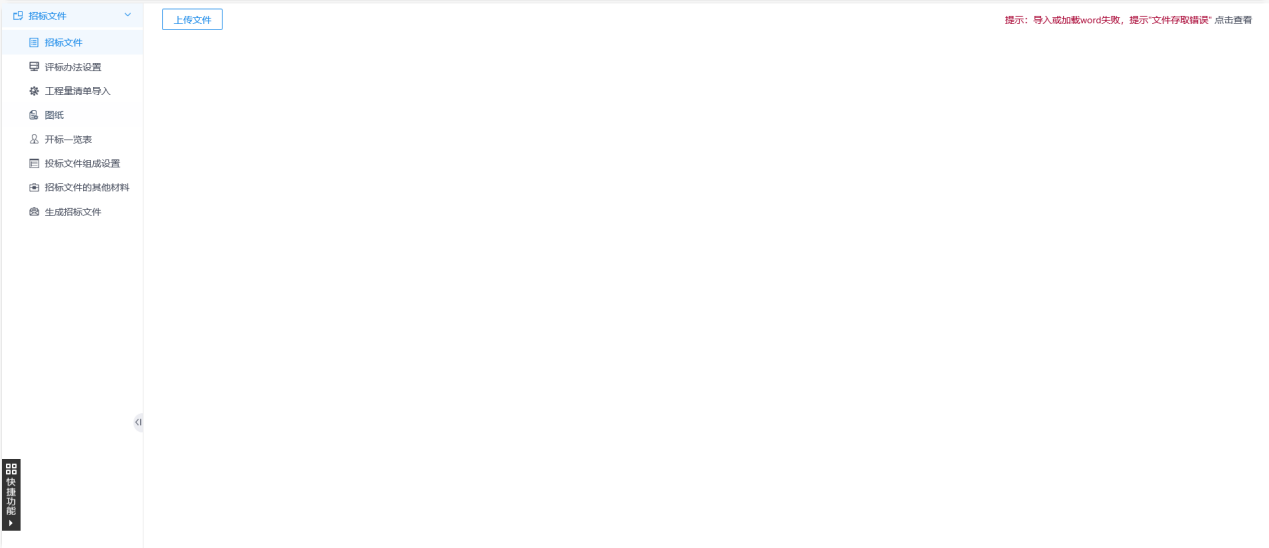 招标文件
上传文件
提示：导入或加载word失败，提示"文件存取错误" 点击查看
招标文件
评标办法设置
工程量清单导入
图纸
开标一览表
投标文件组成设置
招标文件的其他材料
生成招标文件
快捷功能